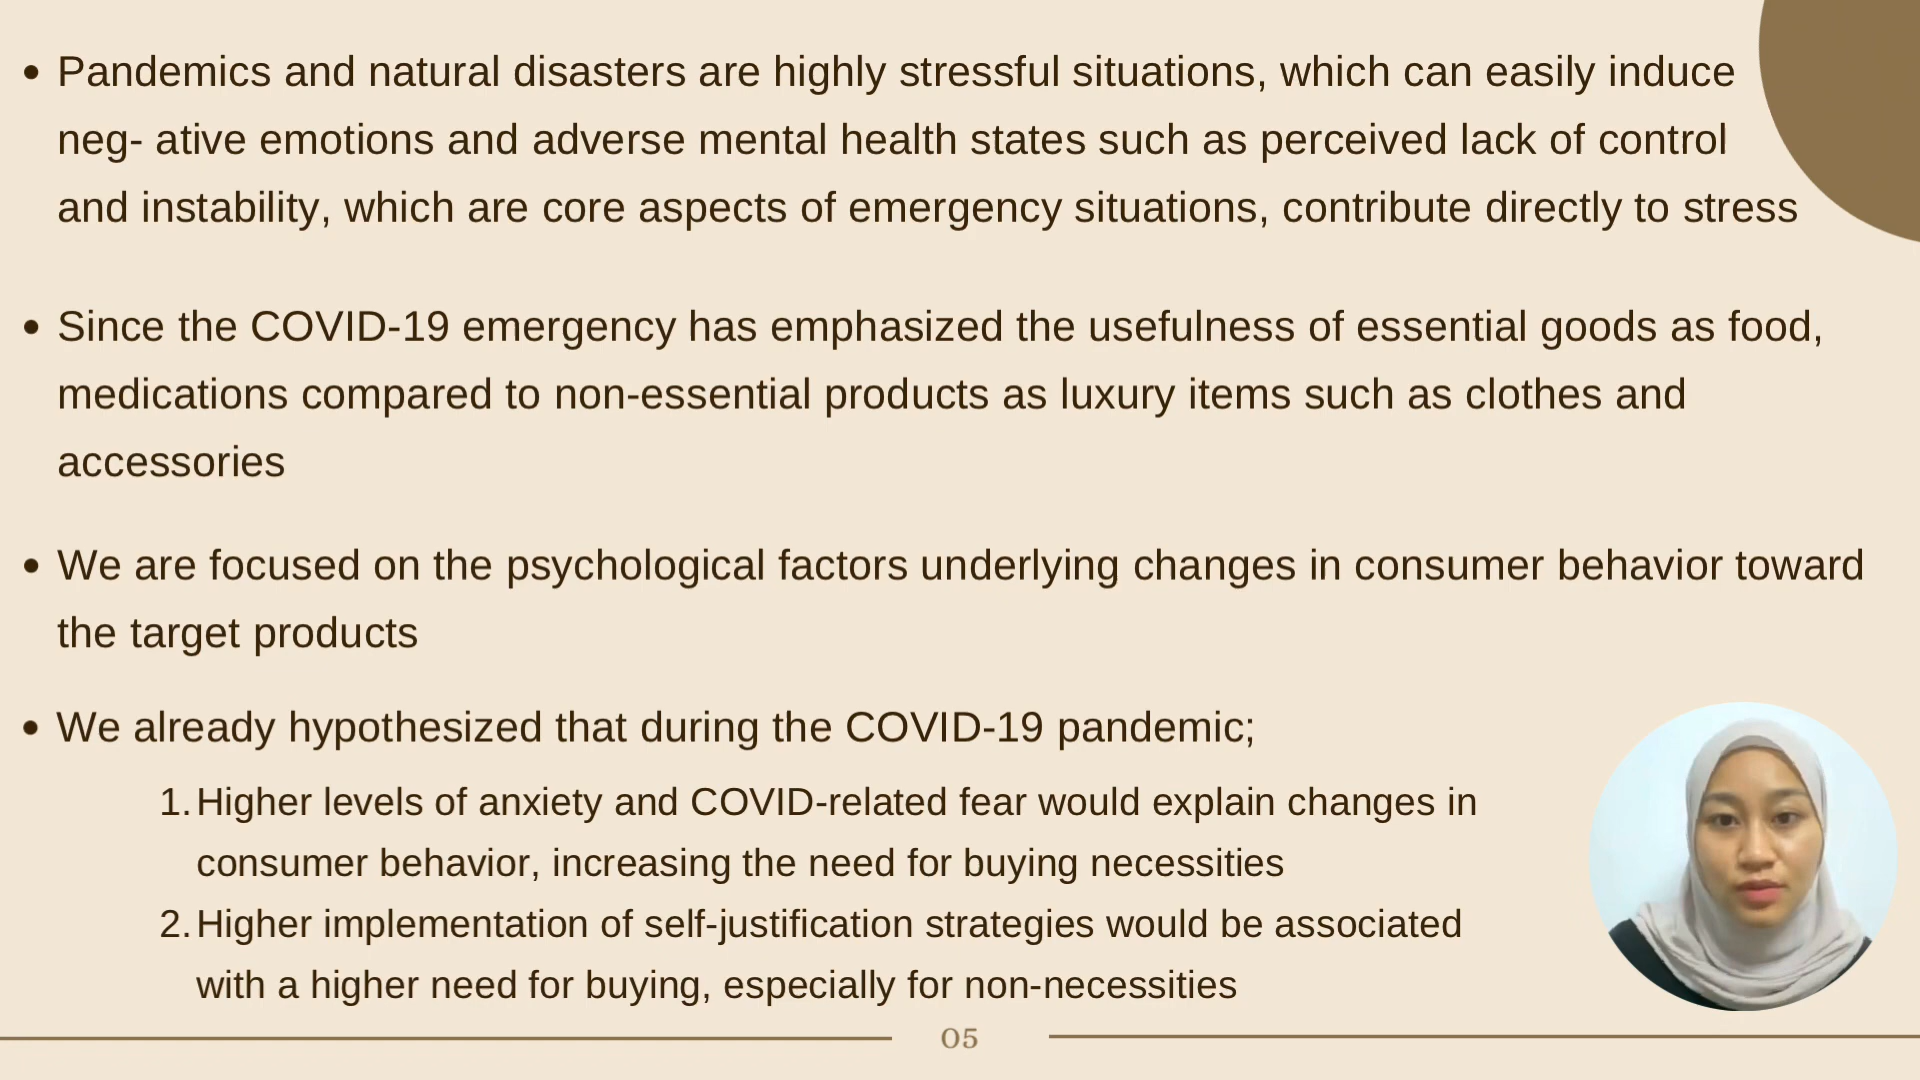 • Pandemics and natural disasters are highly stressful situations, which can easily induce
neg- ative emotions and adverse mental health states such as perceived lack of control
and instability, which are core aspects of emergency situations, contribute directly to stress
• Since the COVID-19 emergency has emphasized the usefulness of essential goods as food,
medications compared to non-essential products as luxury items such as clothes and
accessories
• We are focused on the psychological factors underlying changes in consumer behavior toward
the target products
• We already hypothesized that during the COVID-19 pandemic;
1. Higher levels of anxiety and COVID-related fear would explain changes in
consumer behavior, increasing the need for buying necessities
2. Higher implementation of self-justification strategies would be associated
with a higher need for buying, especially for non-necessities
05